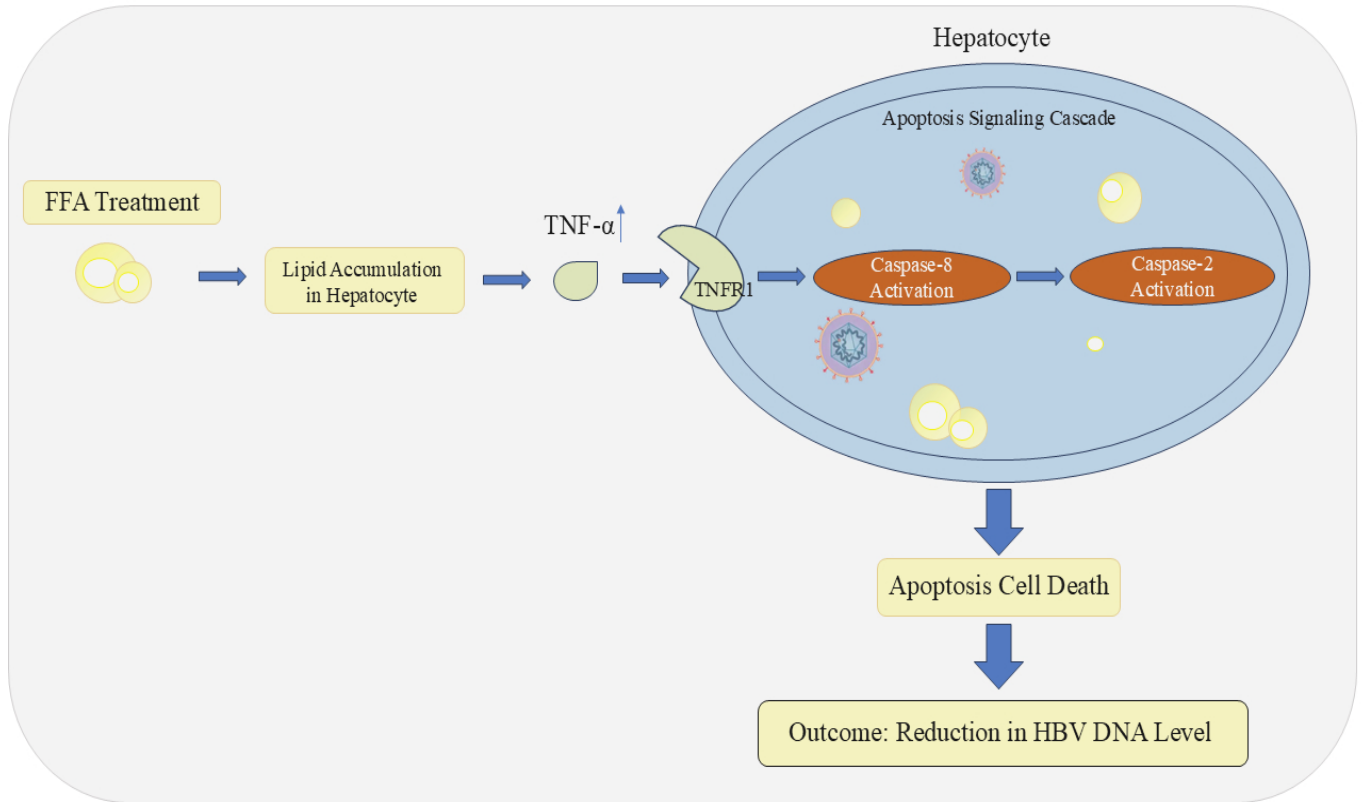 Hepatocyte
Apoptosis Signaling Cascade
FFA Treatment
Lipid Accumulation
in Hepatocyte
TNF-α
TNFR1
Caspase-8
Activation
Caspase-2
Activation
Apoptosis Cell Death
Outcome: Reduction in HBV DNA Level